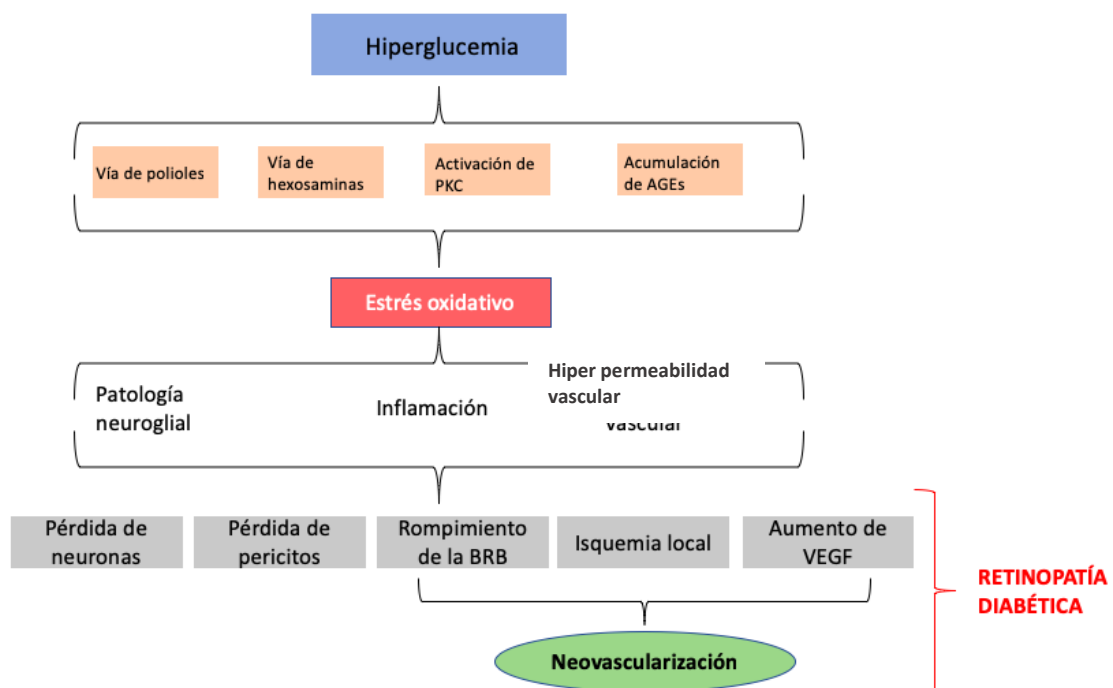 Hiperglucemia
Vía de polioles
Vía de
hexosaminas
Activación de
PKC
Acumulación
de AGEs
Estrés oxidativo
Patología
neuroglial
Inflamación
Hiper permeabilidad
vascular
vascular
Pérdida de
neuronas
Pérdida de
pericitos
Rompimiento
de la BRB
Isquemia local
Aumento de
VEGF
RETINOPATÍA
DIABÉTICA
Neovascularización